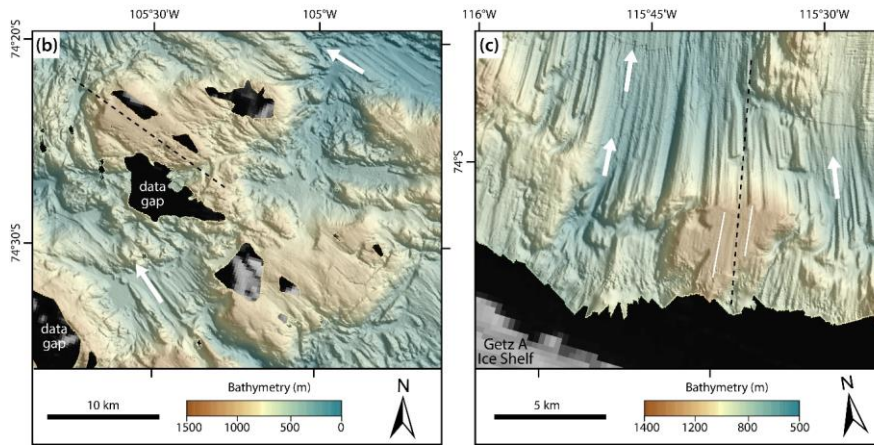 105°30'W
105°W
116°W
115°45'W
115°30'W
74°20'S
74°30'S
74°S
(b)
data
gap
data
gap
(c)
Getz A
Ice Shelf
Bathymetry (m)
10 km
1500
1000
500
0
N
Bathymetry (m)
5 km
1400
1100
800
500
N